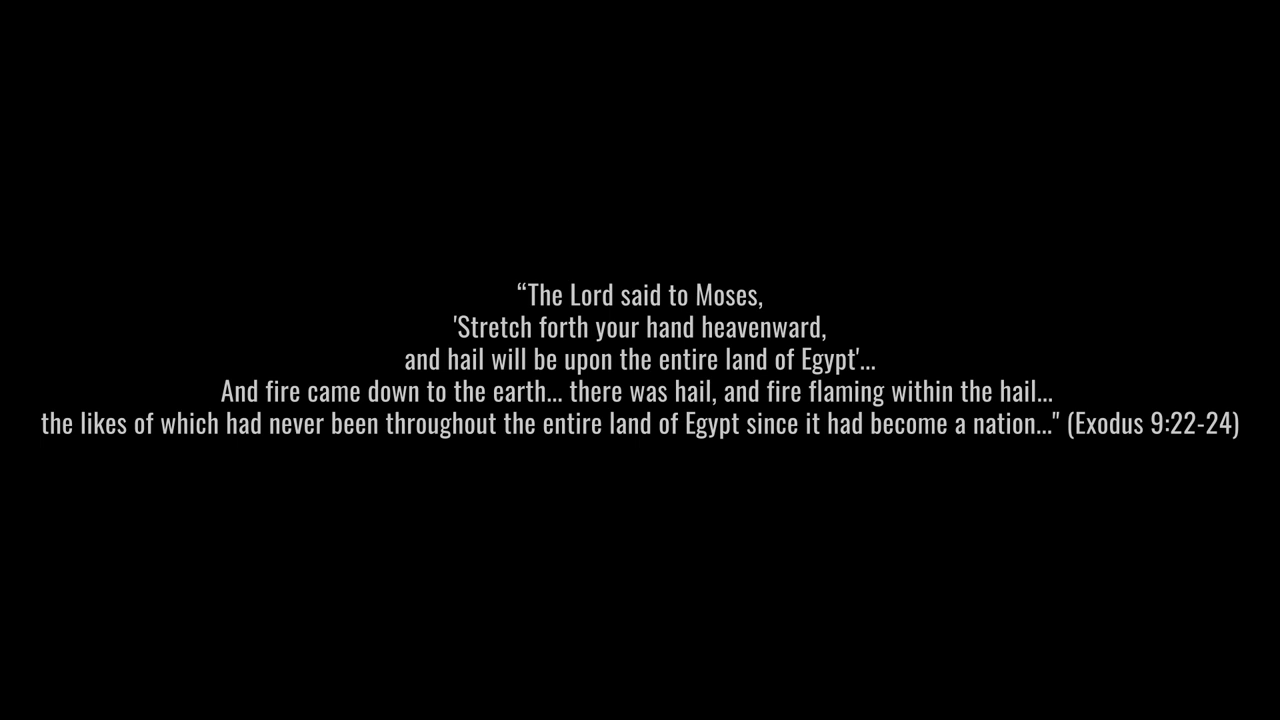 “The Lord said to Moses,
'Stretch forth your hand heavenward,
and hail will be upon the entire land of Egypt'...
And fire came down to the earth... there was hail, and fire flaming within the hail...
the likes of which had never been throughout the entire land of Egypt since it had become a nation..." (Exodus 9:22-24)